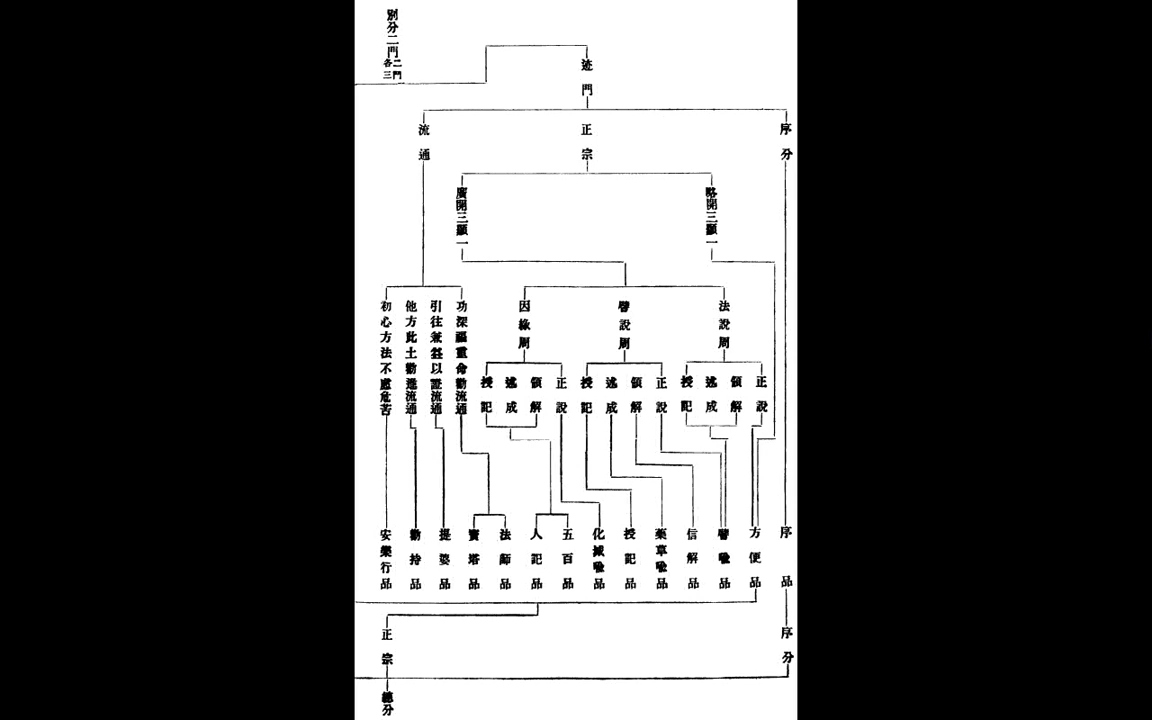 別分二門
二門各三
迹門
序分
正宗
流通
略開三顯一
廣開三顯一
法說周
譬說周
因緣周
功深福重命勸流通
引往兼益以證流通
他方此土勸進流通
初心方法不慮危苦
正說
領解
述成
授記
正說
領解
述成
授記
正說
領解
述成
授記
序品
方便品
譬喻品
信解品
藥草喻品
授記品
化城喻品
五百品
人記品
法師品
寶塔品
提婆品
勸持品
安樂行品
序分
正宗
總分